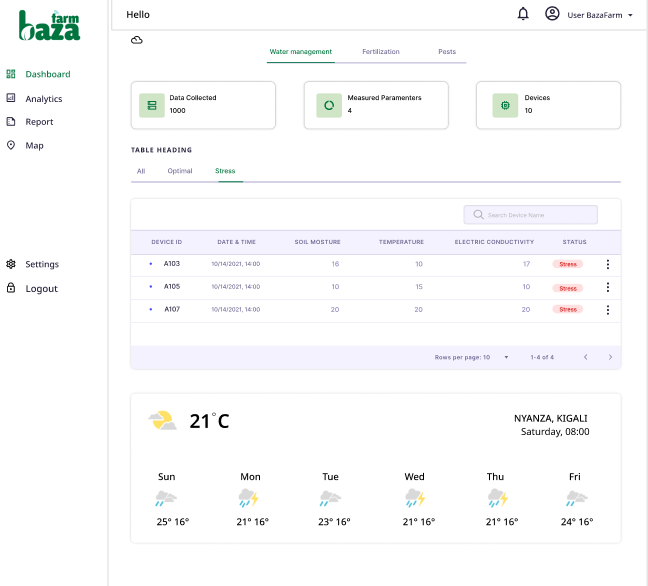 farm
baza
Hello
User BazaFarm
Dashboard
Analytics
Report
Map
Settings
Logout
Water management Fertilization Pests
Data Collected
1000
Measured Paramenters
4
Devices
10
TABLE HEADING
All Optimal Stress
Search Device Name
DEVICE ID DATE & TIME SOIL MOSTURE TEMPERATURE ELECTRIC CONDUCTIVITY STATUS
A103 10/14/2021, 14:00 16 10 17 Stress
A105 10/14/2021, 14:00 10 15 10 Stress
A107 10/14/2021, 14:00 20 20 20 Stress
Rows per page: 10 1-4 of 4
21°C
NYANZA, KIGALI
Saturday, 08:00
Sun Mon Tue Wed Thu Fri
25° 16° 21° 16° 23° 16° 21° 16° 21° 16° 24° 16°